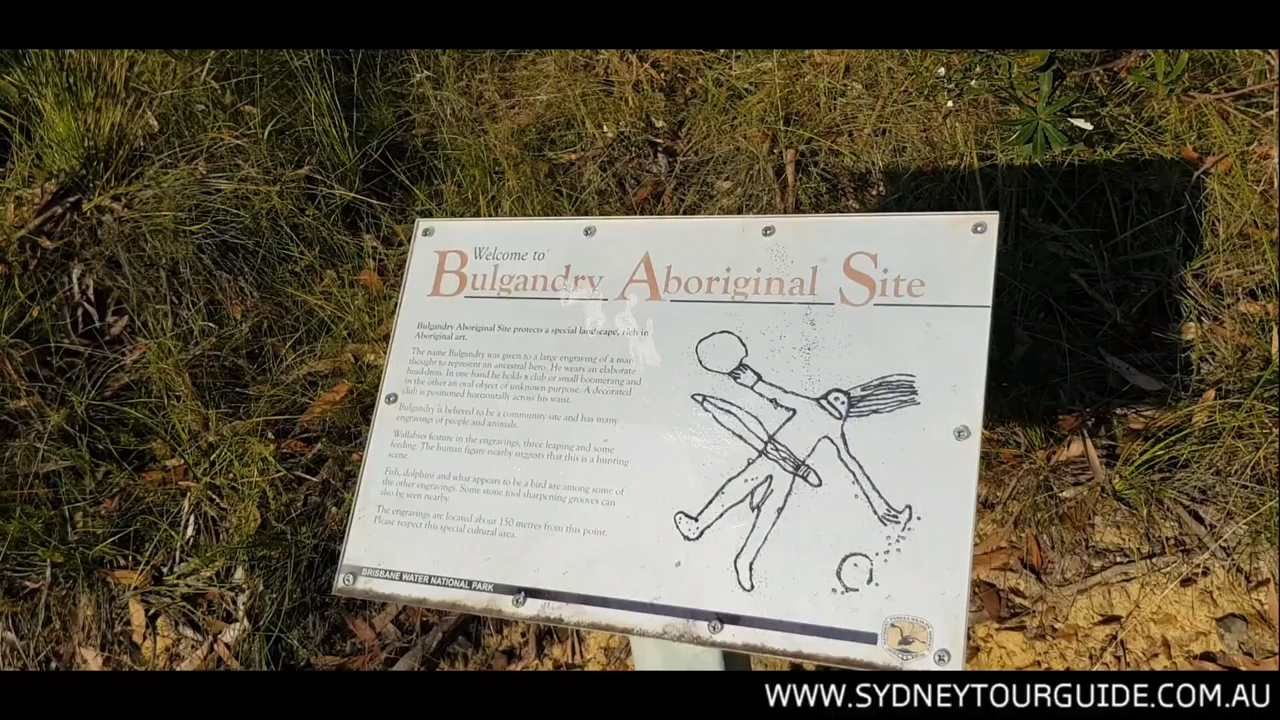 Welcome to
Bulgandry Aboriginal Site
Bulgandry Aboriginal Site protects a special landscape, rich in
Aboriginal art.
The name Bulgandry was given to a large engraving of a man
thought to represent an ancestral hero. He wears an elaborate
headdress. In one hand he holds a club or small boomerang and
in the other an oval object of unknown purpose. A decorated
club is positioned horizontally across his waist.
Bulgandry is believed to be a community site and has many
engravings of people and animals.
Wallabies feature in the engravings, three leaping and some
feeding. The human figure nearby suggests that this is a hunting
scene.
Fish, dolphins and what appears to be a bird are among some of
the other engravings. Some stone tool sharpening grooves can
also be seen nearby.
The engravings are located about 150 metres from this point.
Please respect this special cultural area.
BRISBANE WATER NATIONAL PARK
WWW.SYDNEYTOURGUIDE.COM.AU